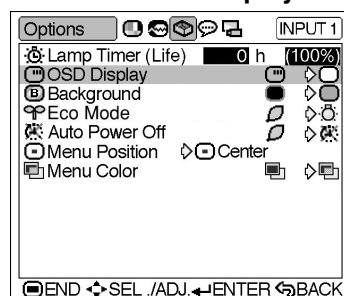 Options INPUT 1
Lamp Timer (Life) 0 h (100%)
OSD Display
B Background
Eco Mode
Auto Power Off
Menu Position Center
Menu Color
END SEL ./ADJ. ENTER BACK